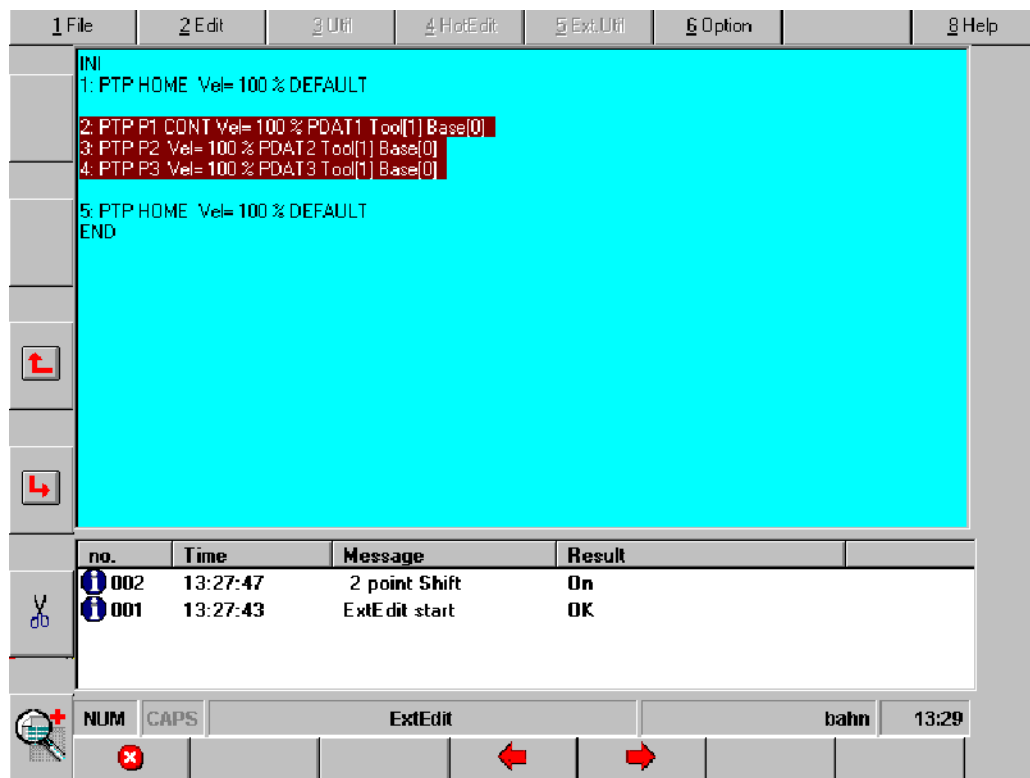 1 File 2 Edit 3 Util 4 HotEdit 5 Ext.Util 6 Option 8 Help
INI
1: PTP HOME Vel= 100 % DEFAULT
2: PTP P1 CONT Vel= 100 % PDAT1 Tool[1] Base[0]
3: PTP P2 Vel= 100 % PDAT2 Tool[1] Base[0]
4: PTP P3 Vel= 100 % PDAT3 Tool[1] Base[0]
5: PTP HOME Vel= 100 % DEFAULT
END
no. Time Message Result
002 13:27:47 2 point Shift On
001 13:27:43 ExtEdit start OK
NUM CAPS ExtEdit bahn 13:29